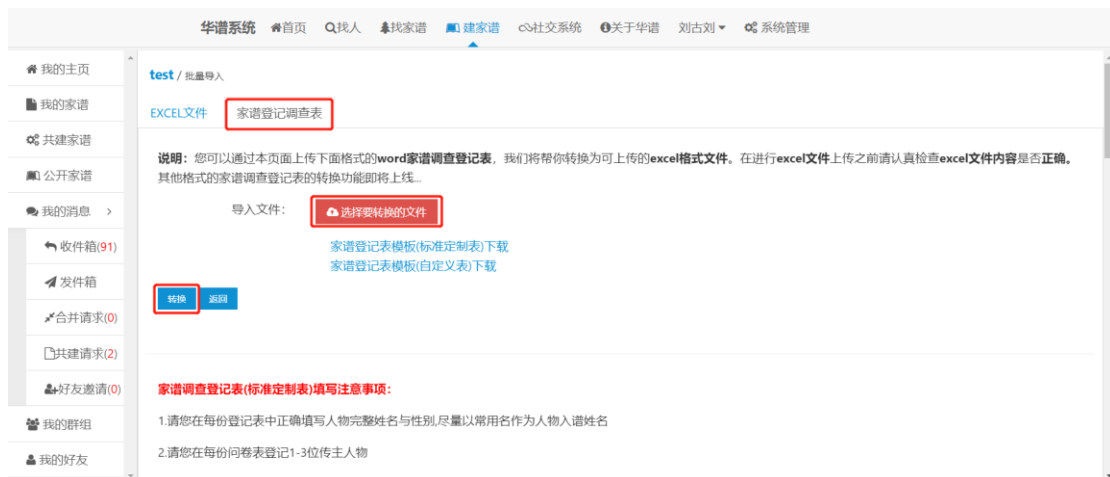 华谱系统 首页 找人 找家谱 建家谱 社交系统 关于华谱 刘古刘 系统管理
我的主页
我的家谱
共建家谱
公开家谱
我的消息 >
收件箱(91)
发件箱
合并请求(0)
共建请求(2)
好友邀请(0)
我的群组
我的好友
test / 批量导入
EXCEL文件 家谱登记调查表
说明：您可以通过本页面上传下面格式的word家谱调查登记表，我们将帮你转换为可上传的excel格式文件。在进行excel文件上传之前请认真检查excel文件内容是否正确。
其他格式的家谱调查登记表的转换功能即将上线...
导入文件： 选择要转换的文件
家谱登记表模板(标准定制表)下载
家谱登记表模板(自定义表)下载
转换 返回
家谱调查登记表(标准定制表)填写注意事项：
1.请您在每份登记表中正确填写人物完整姓名与性别,尽量以常用名作为人物入谱姓名
2.请您在每份问卷表登记1-3位传主人物